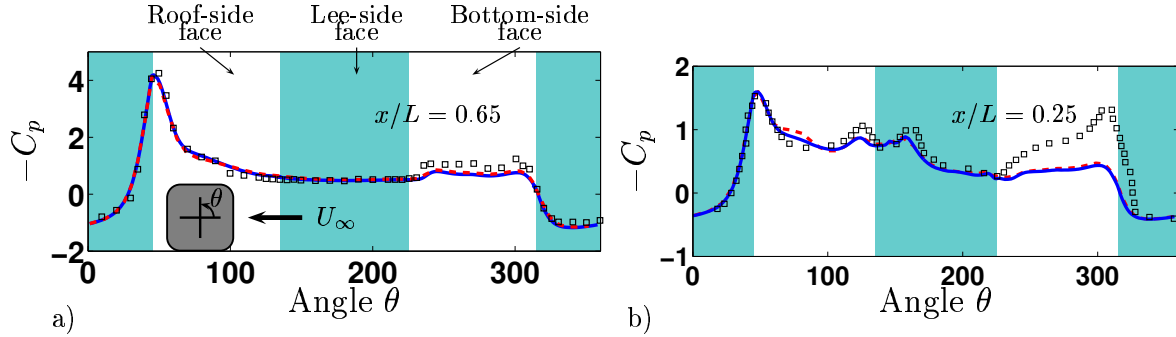 a)
Roof-side face
Lee-side face
Bottom-side face
−C_p
4
2
0
−2
x/L = 0.65
θ
U_∞
0 100 200 300
Angle θ
b)
−C_p
2
1
0
−1
x/L = 0.25
0 100 200 300
Angle θ